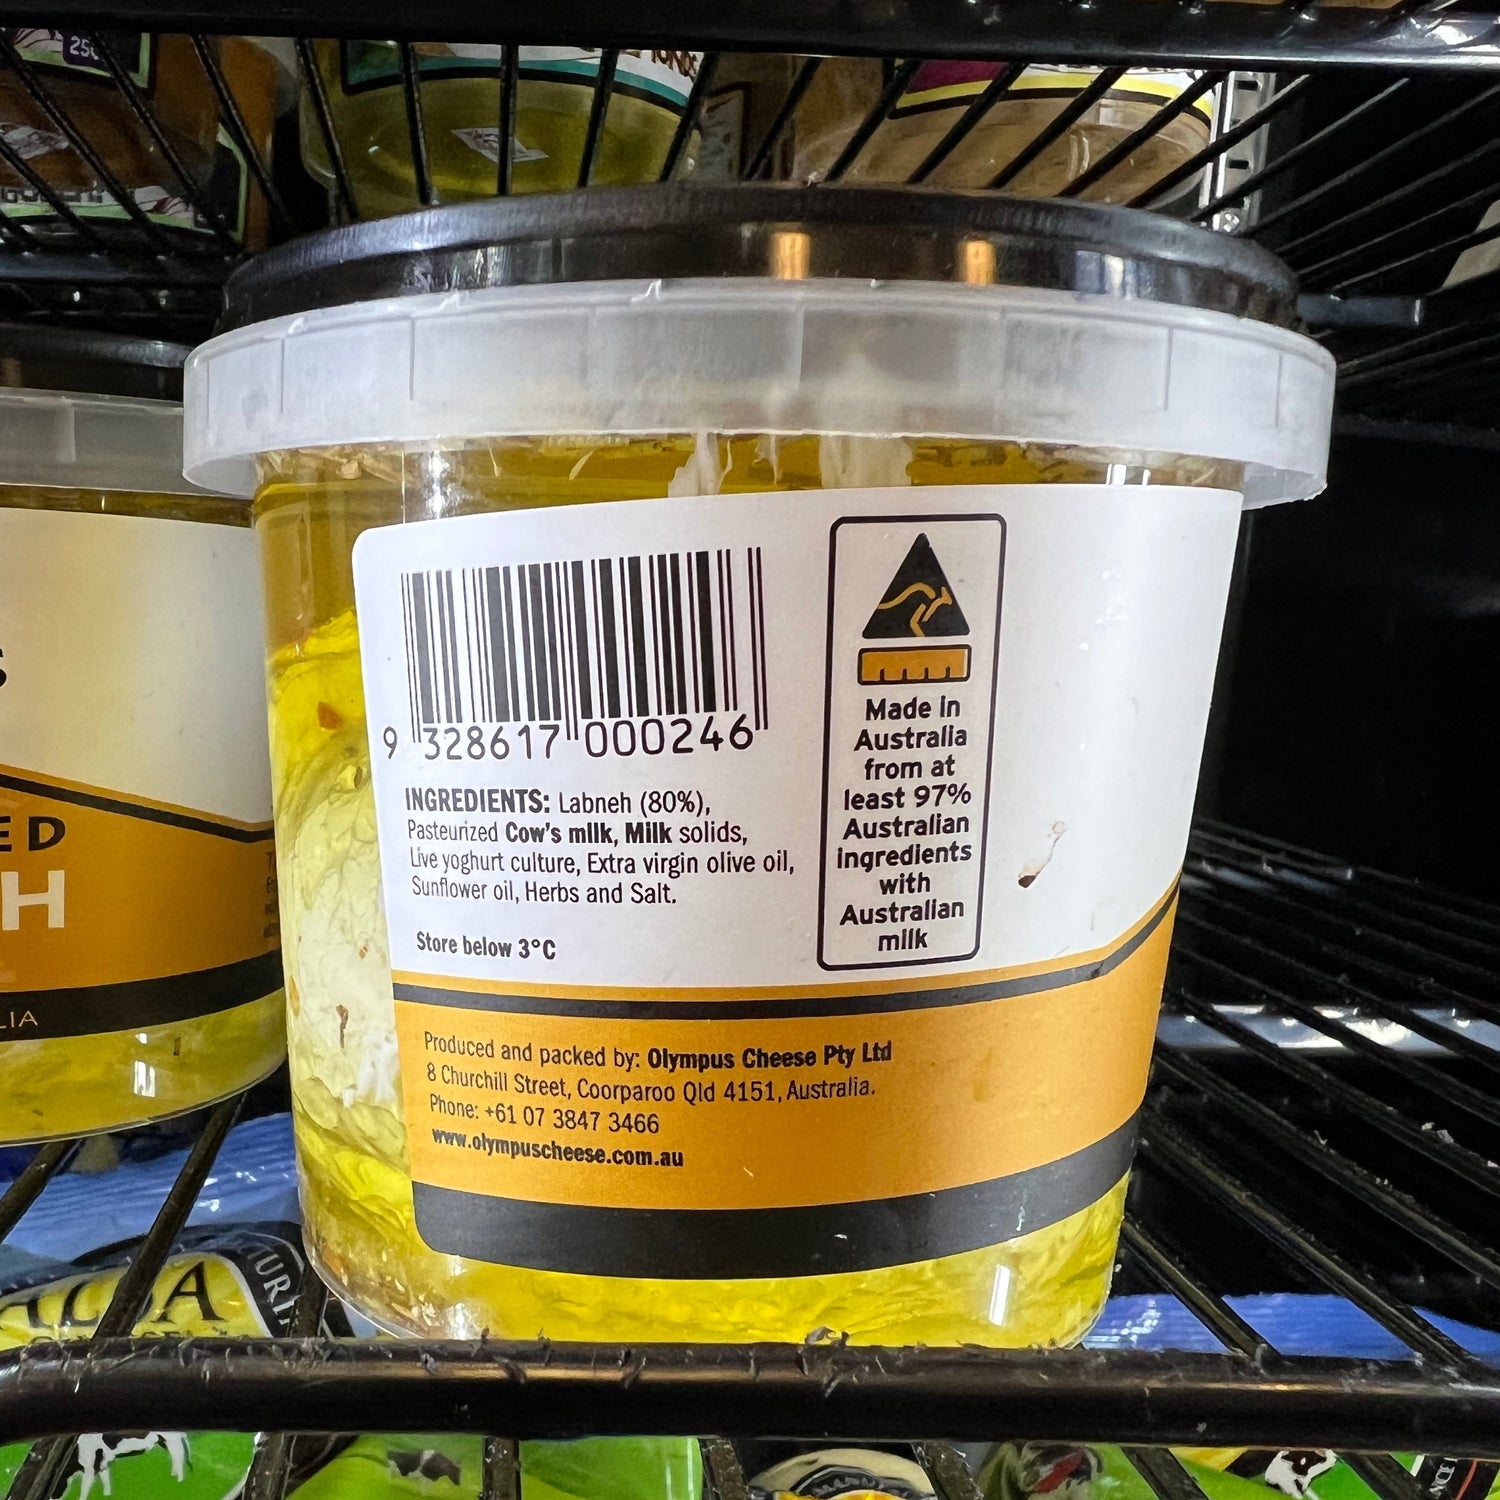 25
S
ED
H
LIA
9 328617 000246
INGREDIENTS: Labneh (80%),
Pasteurized Cow's milk, Milk solids,
Live yoghurt culture, Extra virgin olive oil,
Sunflower oil, Herbs and Salt.
Store below 3°C
Made in
Australia
from at
least 97%
Australian
ingredients
with
Australian
milk
Produced and packed by: Olympus Cheese Pty Ltd
8 Churchill Street, Coorparoo Qld 4151, Australia.
Phone: +61 07 3847 3466
www.olympuscheese.com.au